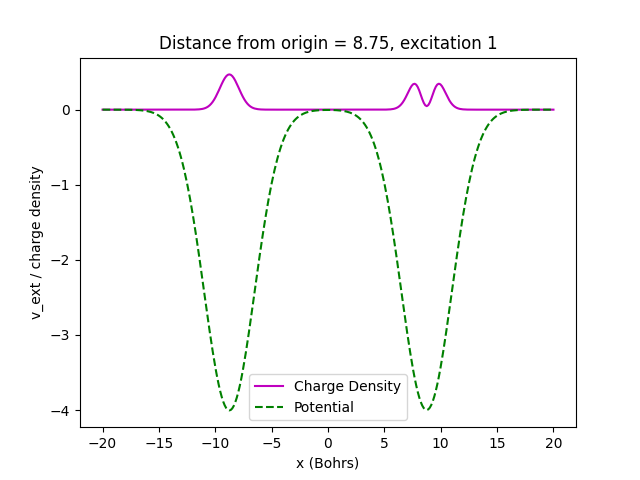 Distance from origin = 8.75, excitation 1
v_ext / charge density
0
−1
−2
−3
−4
Charge Density
Potential
−20
−15
−10
−5
0
5
10
15
20
x (Bohrs)